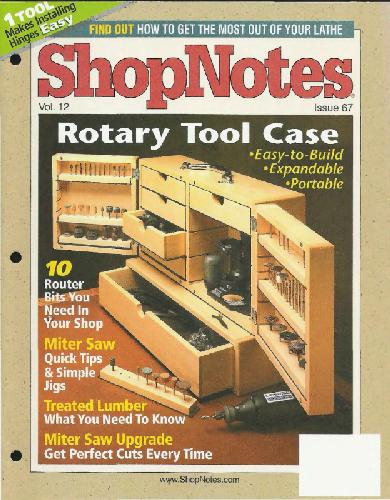 1 TOOL
Makes Installing
Hinges Easy
FIND OUT HOW TO GET THE MOST OUT OF YOUR LATHE
ShopNotes
Vol. 12
Issue 67
Rotary Tool Case
•Easy-to-Build
•Expandable
•Portable
10
Router
Bits You
Need In
Your Shop
Miter Saw
Quick Tips
& Simple
Jigs
Treated Lumber
What You Need To Know
Miter Saw Upgrade
Get Perfect Cuts Every Time
www.ShopNotes.com